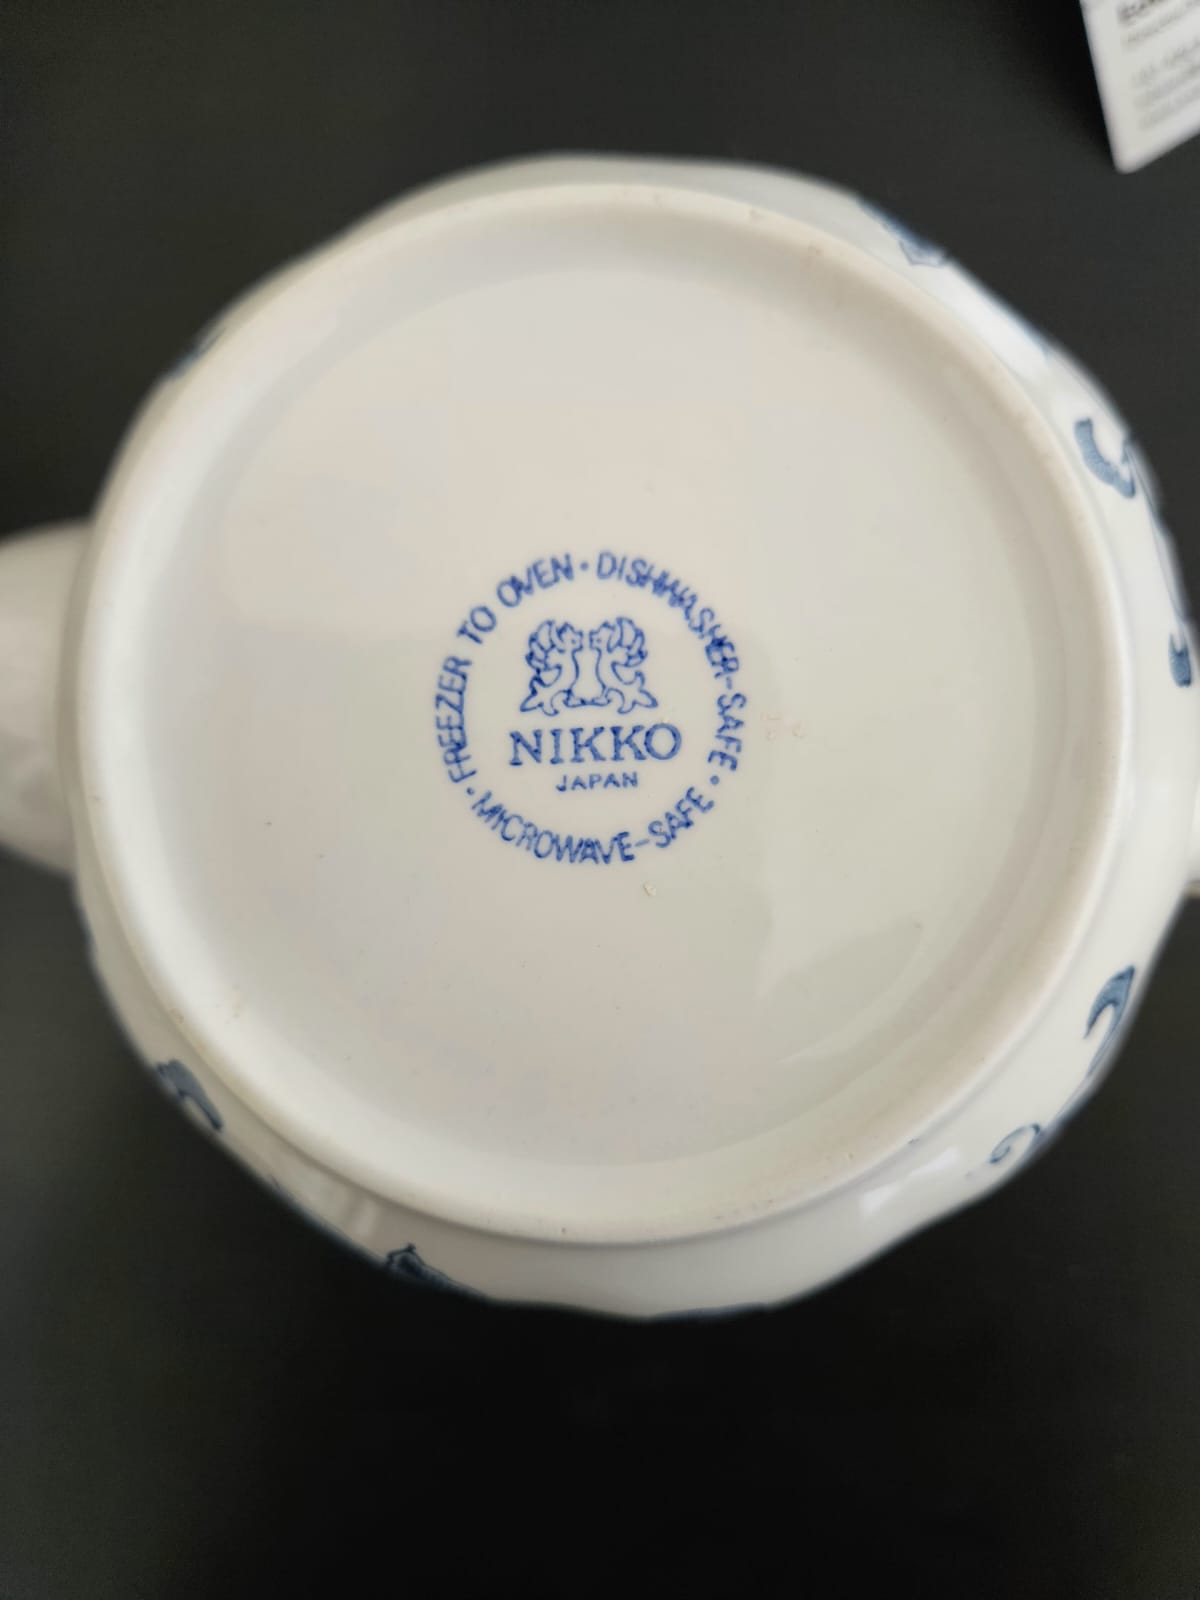 FREEZER TO OVEN · DISHWASHER-SAFE · MICROWAVE-SAFE ·
NIKKO
JAPAN